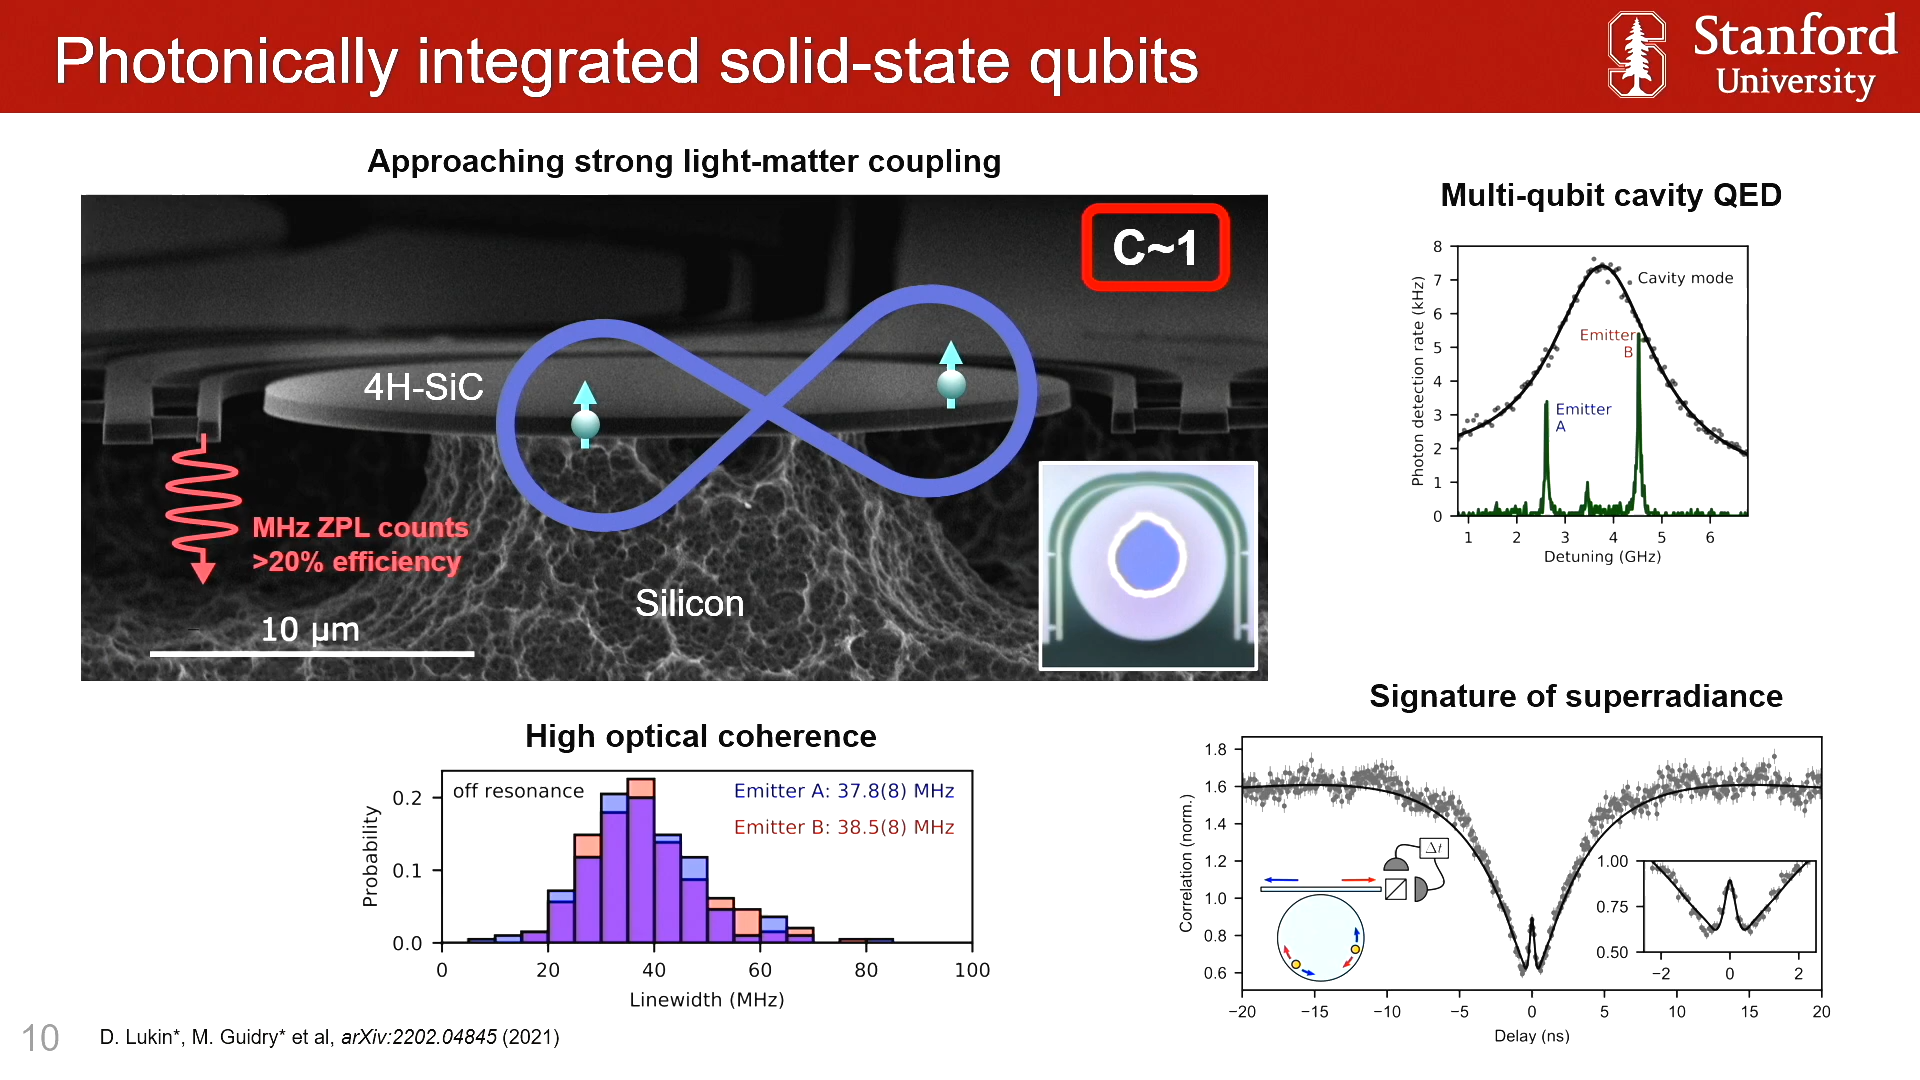 Photonically integrated solid-state qubits
Stanford
University
Approaching strong light-matter coupling
C~1
4H-SiC
MHz ZPL counts
>20% efficiency
Silicon
10 μm
Multi-qubit cavity QED
8
7
6
5
4
3
2
1
0
Photon detection rate (kHz)
Cavity mode
Emitter
B
Emitter
A
1 2 3 4 5 6
Detuning (GHz)
High optical coherence
off resonance
Emitter A: 37.8(8) MHz
Emitter B: 38.5(8) MHz
0.2
0.1
0.0
Probability
0 20 40 60 80 100
Linewidth (MHz)
Signature of superradiance
1.8
1.6
1.4
1.2
1.0
0.8
0.6
Correlation (norm.)
Δt
1.00
0.75
0.50
−2 0 2
−20 −15 −10 −5 0 5 10 15 20
Delay (ns)
10
D. Lukin*, M. Guidry* et al, arXiv:2202.04845 (2021)